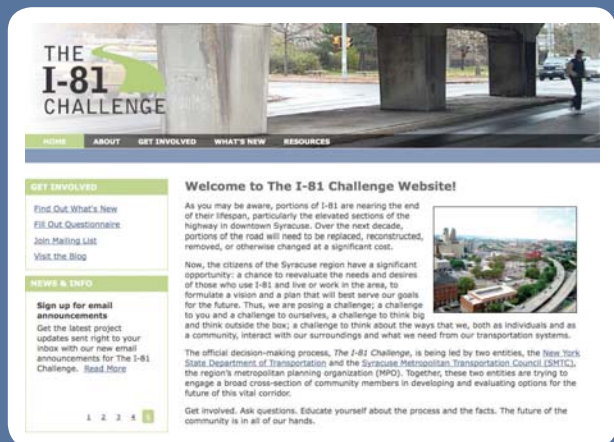 THE
I-81
CHALLENGE
HOME ABOUT GET INVOLVED WHAT'S NEW RESOURCES
GET INVOLVED
Find Out What's New
Fill Out Questionnaire
Join Mailing List
Visit the Blog
NEWS & INFO
Sign up for email
announcements
Get the latest project
updates sent right to your
inbox with our new email
announcements for The I-81
Challenge. Read More
1 2 3 4 5
Welcome to The I-81 Challenge Website!
As you may be aware, portions of I-81 are nearing the end
of their lifespan, particularly the elevated sections of the
highway in downtown Syracuse. Over the next decade,
portions of the road will need to be replaced, reconstructed,
removed, or otherwise changed at a significant cost.
Now, the citizens of the Syracuse region have a significant
opportunity: a chance to reevaluate the needs and desires
of those who use I-81 and live or work in the area, to
formulate a vision and a plan that will best serve our goals
for the future. Thus, we are posing a challenge; a challenge
to you and a challenge to ourselves, a challenge to think big
and think outside the box; a challenge to think about the ways that we, both as individuals and as
a community, interact with our surroundings and what we need from our transportation systems.
The official decision-making process, The I-81 Challenge, is being led by two entities, the New York
State Department of Transportation and the Syracuse Metropolitan Transportation Council (SMTC),
the region's metropolitan planning organization (MPO). Together, these two entities are trying to
engage a broad cross-section of community members in developing and evaluating options for the
future of this vital corridor.
Get involved. Ask questions. Educate yourself about the process and the facts. The future of the
community is in all of our hands.